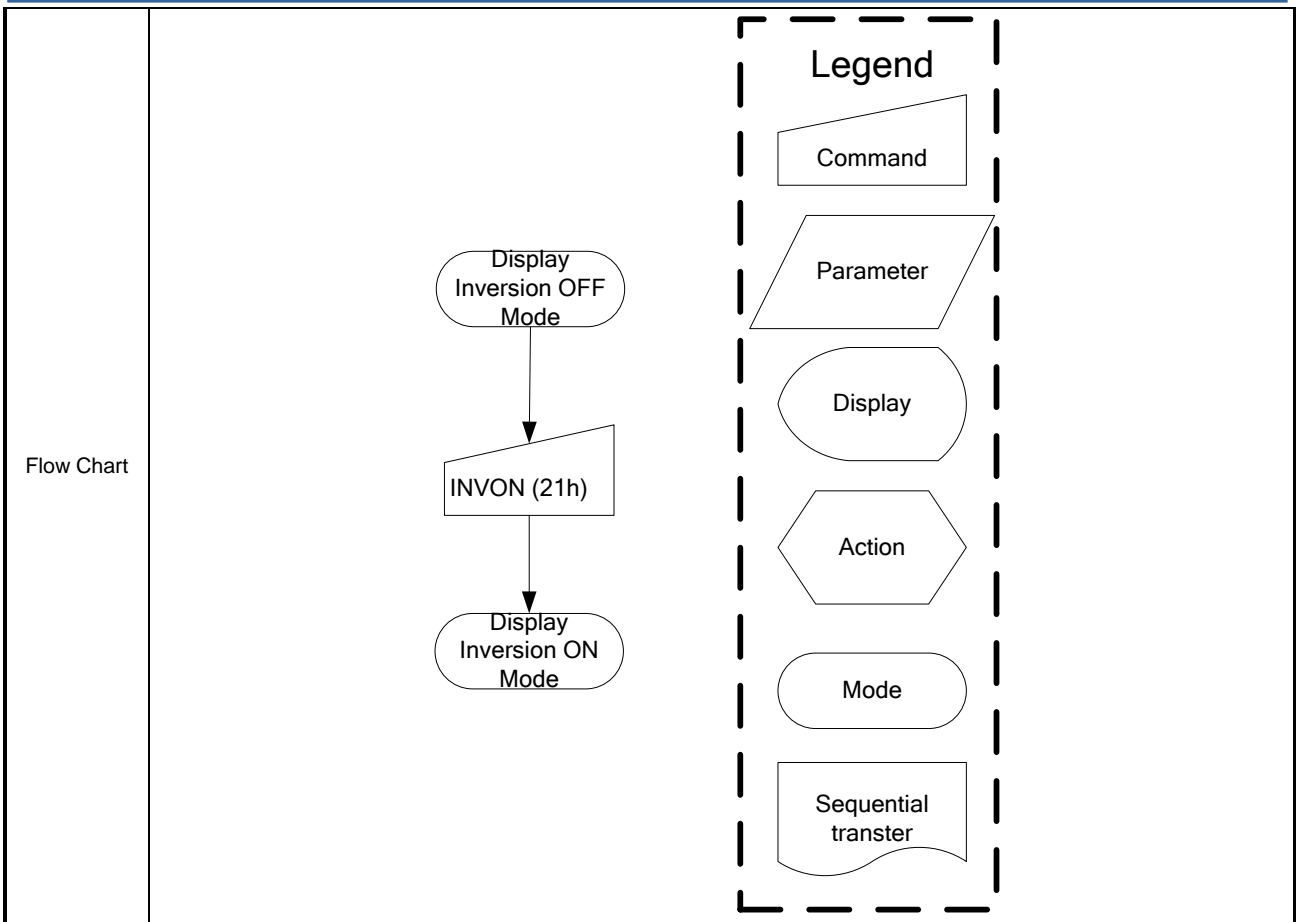 Flow Chart
Display
Inversion OFF
Mode
INVON (21h)
Display
Inversion ON
Mode
Legend
Command
Parameter
Display
Action
Mode
Sequential
transter